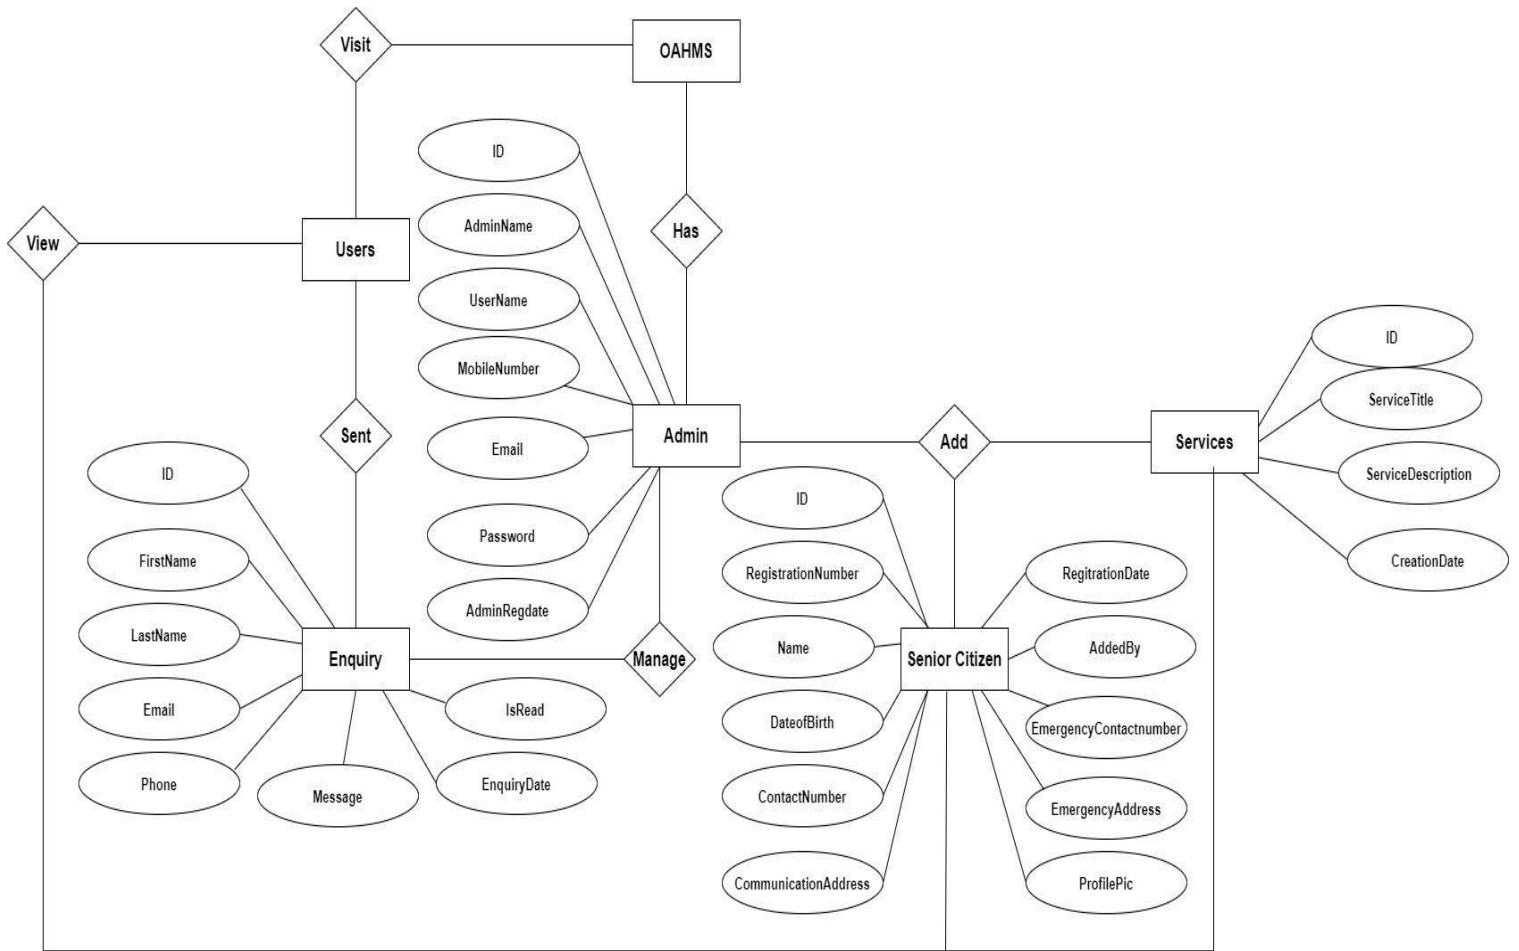 Visit
OAHMS
ID
AdminName
Has
View
Users
UserName
ID
MobileNumber
ServiceTitle
Sent
Admin
Add
Services
Email
ID
ServiceDescription
ID
Password
FirstName
RegistrationNumber
RegitrationDate
CreationDate
AdminRegdate
LastName
Enquiry
Manage
Name
Senior Citizen
AddedBy
Email
IsRead
DateofBirth
EmergencyContactnumber
Phone
Message
EnquiryDate
ContactNumber
EmergencyAddress
CommunicationAddress
ProfilePic